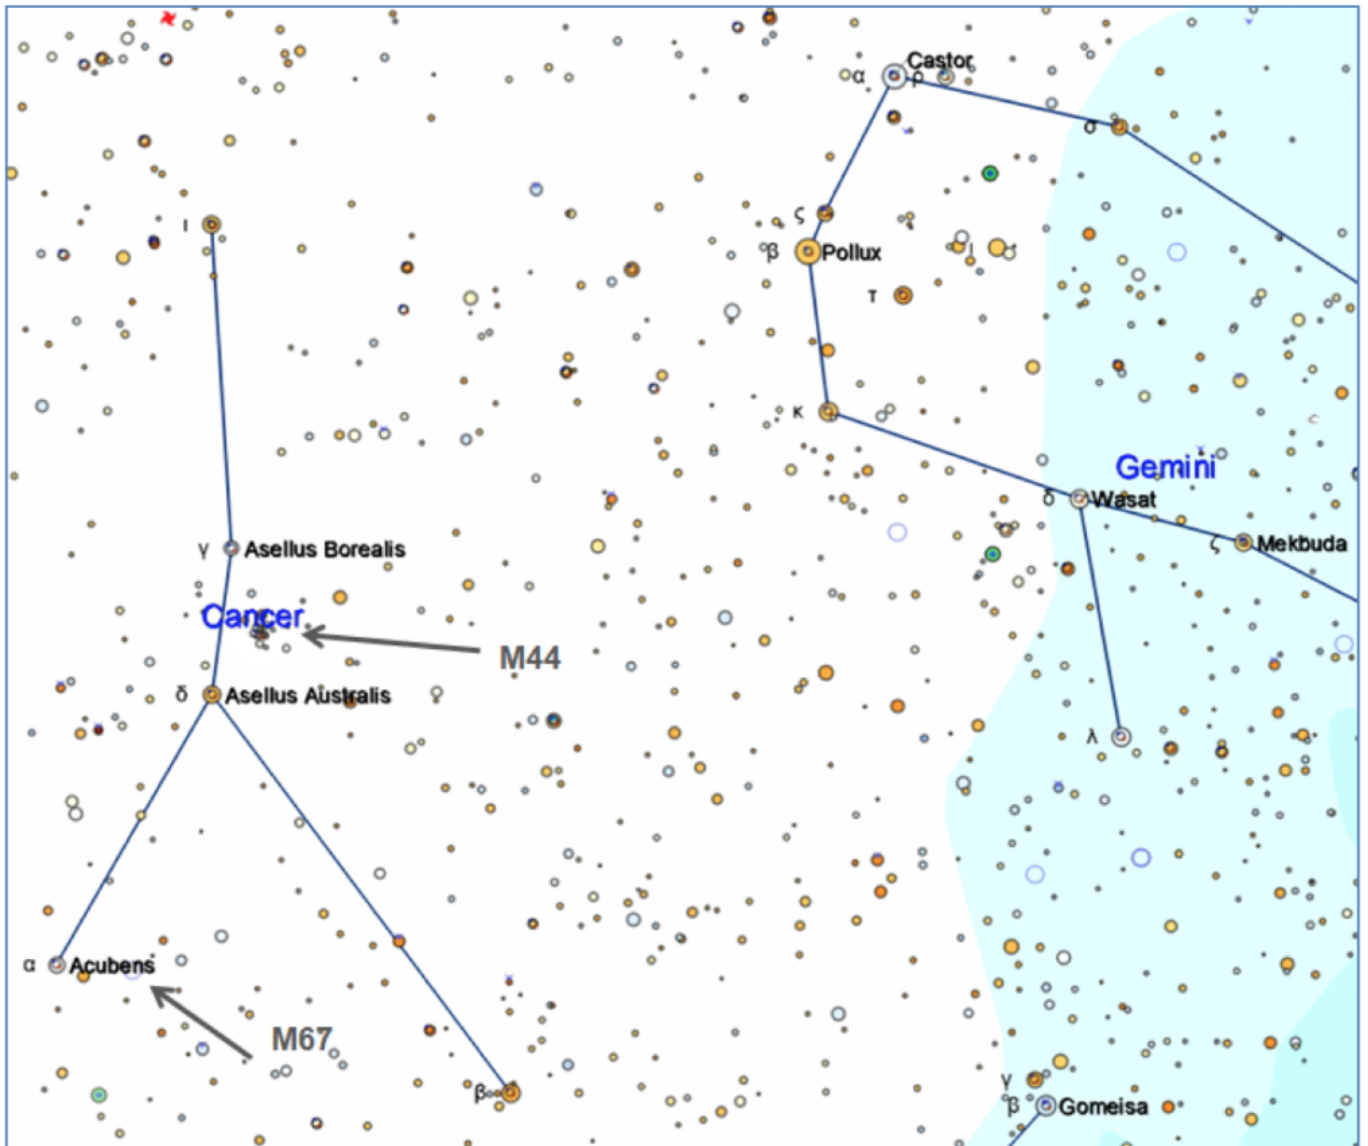 Castor
α ρ
σ
ι
ς
β Pollux
τ
ι
κ
Gemini
δ Wasat
ζ Mekbuda
γ Asellus Borealis
Cancer
M44
δ Asellus Australis
λ
α Acubens
M67
γ
β
β Gomeisa